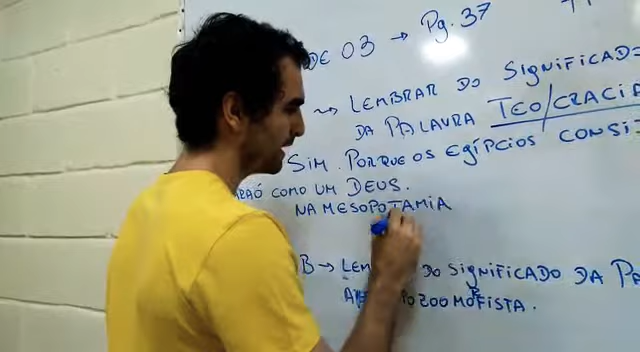 DE 03 → Pg. 37
→ LEMBRAR DO SIGNIFICADO
DA PALAVRA TEO/CRACIA
SIM. PORQUE OS EGÍPCIOS CONSI
RAÓ COMO UM DEUS.
NA MESOPOTAMIA
B → LEM DO SIGNIFICADO DA PA
ZOOMORFISTA.